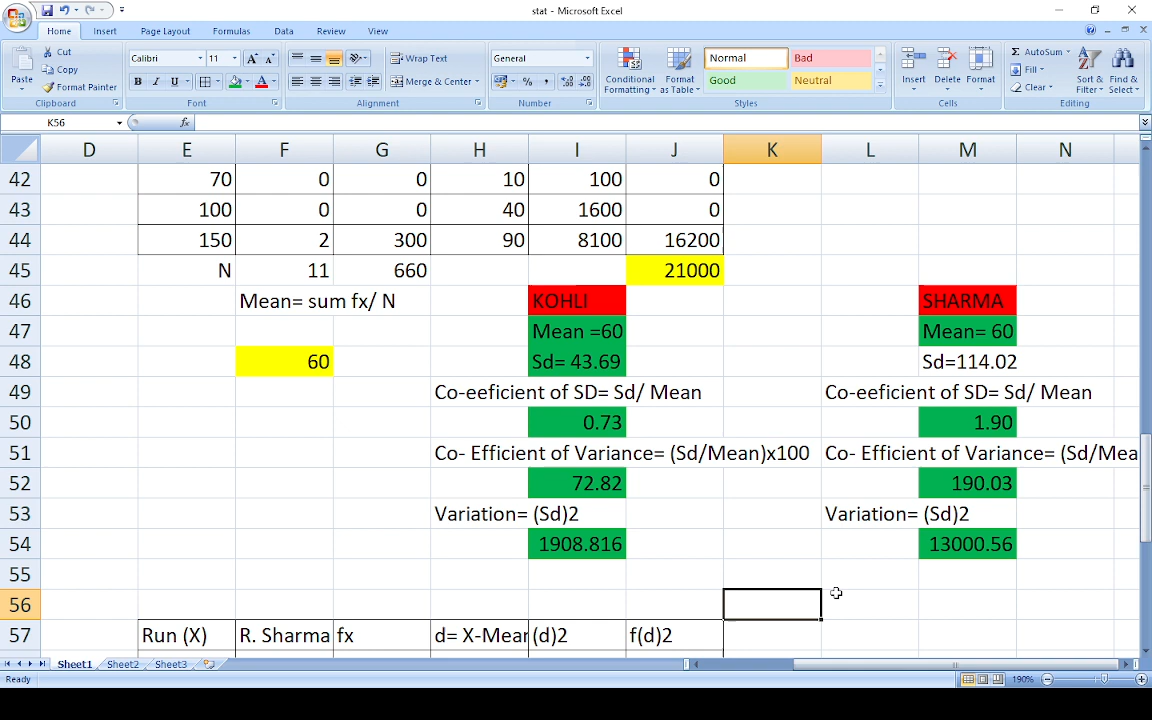 stat - Microsoft Excel
Home Insert Page Layout Formulas Data Review View
Paste
Cut
Copy
Format Painter
Clipboard
Calibri 11
B I U
Font
Wrap Text
Merge & Center
Alignment
General
Number
Conditional Formatting
Format as Table
Normal Bad
Good Neutral
Styles
Insert Delete Format
Cells
AutoSum
Fill
Clear
Sort & Filter
Find & Select
Editing
K56 fx
D E F G H I J K L M N
42 70 0 0 10 100 0
43 100 0 0 40 1600 0
44 150 2 300 90 8100 16200
45 N 11 660 21000
46 Mean= sum fx/ N KOHLI SHARMA
47 Mean =60 Mean= 60
48 60 Sd= 43.69 Sd=114.02
49 Co-eeficient of SD= Sd/ Mean Co-eeficient of SD= Sd/ Mean
50 0.73 1.90
51 Co- Efficient of Variance= (Sd/Mean)x100 Co- Efficient of Variance= (Sd/Mea
52 72.82 190.03
53 Variation= (Sd)2 Variation= (Sd)2
54 1908.816 13000.56
55
56
57 Run (X) R. Sharma fx d= X-Mear (d)2 f(d)2
Sheet1 Sheet2 Sheet3
Ready 190%